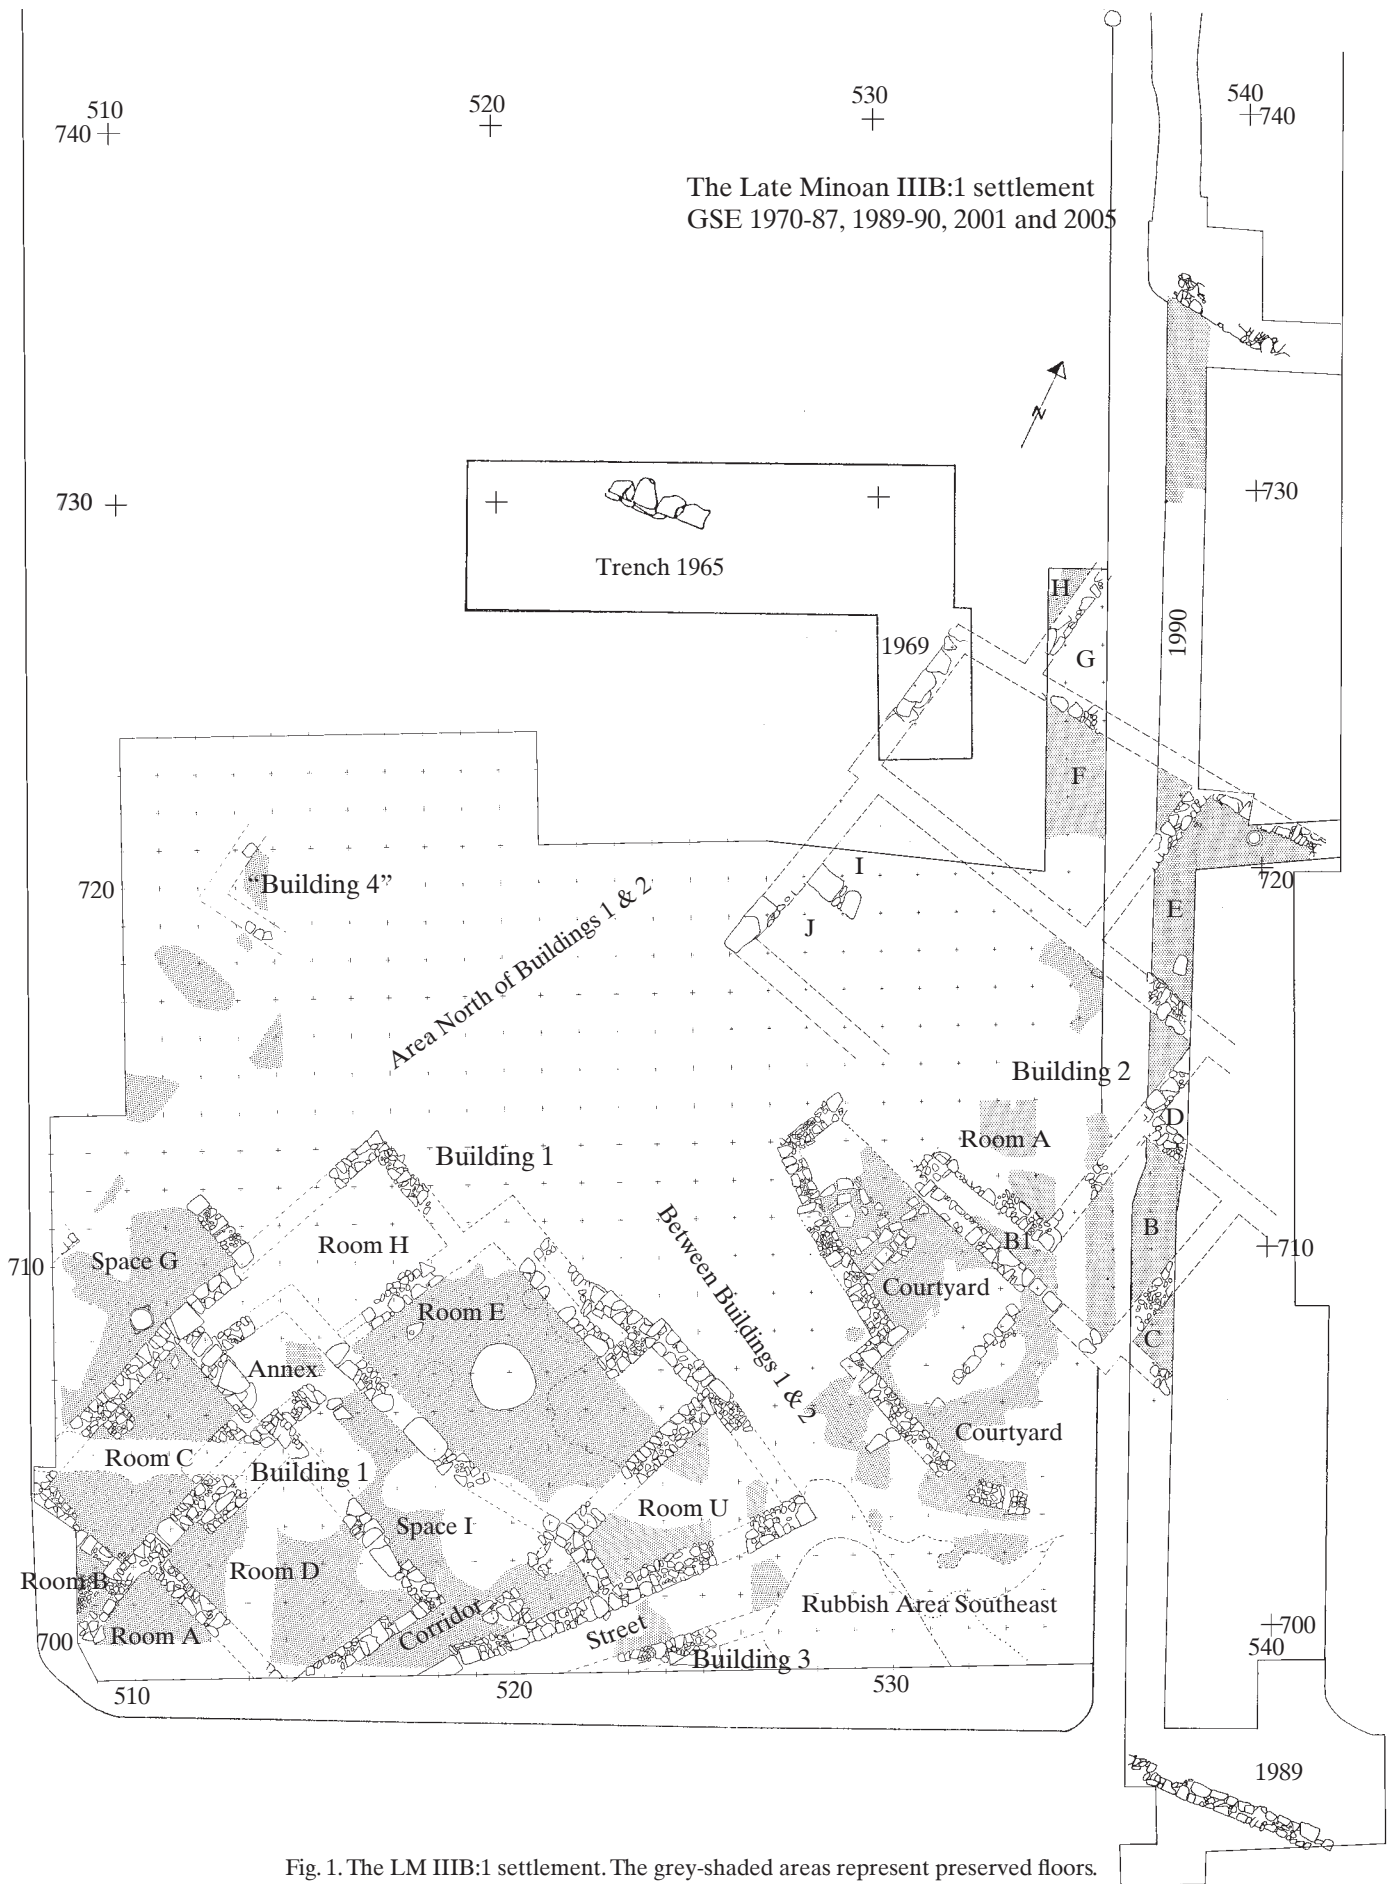 510
520
530
540
740
740
The Late Minoan IIIB:1 settlement
GSE 1970-87, 1989-90, 2001 and 2005
N
730
730
Trench 1965
H
1969
1990
G
F
I
720
"Building 4"
720
E
J
Area North of Buildings 1 & 2
Building 2
D
Room A
Building 1
Between Buildings 1 & 2
B
B1
710
Room H
Space G
710
Courtyard
Room E
C
Annex
Courtyard
Room C
Building 1
Room U
Space I
Room D
Room B
Rubbish Area Southeast
Corridor
Street
Room A
700
700
540
Building 3
510
520
530
1989
Fig. 1. The LM IIIB:1 settlement. The grey-shaded areas represent preserved floors.